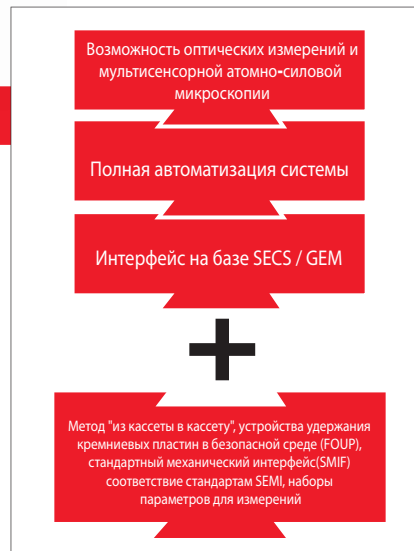 Возможность оптических измерений и
мультисенсорной атомно-силовой
микроскопии
Полная автоматизация системы
Интерфейс на базе SECS / GEM
+
Метод "из кассеты в кассету", устройства удержания
кремниевых пластин в безопасной среде (FOUP),
стандартный механический интерфейс(SMIF)
соответствие стандартам SEMI, наборы
параметров для измерений